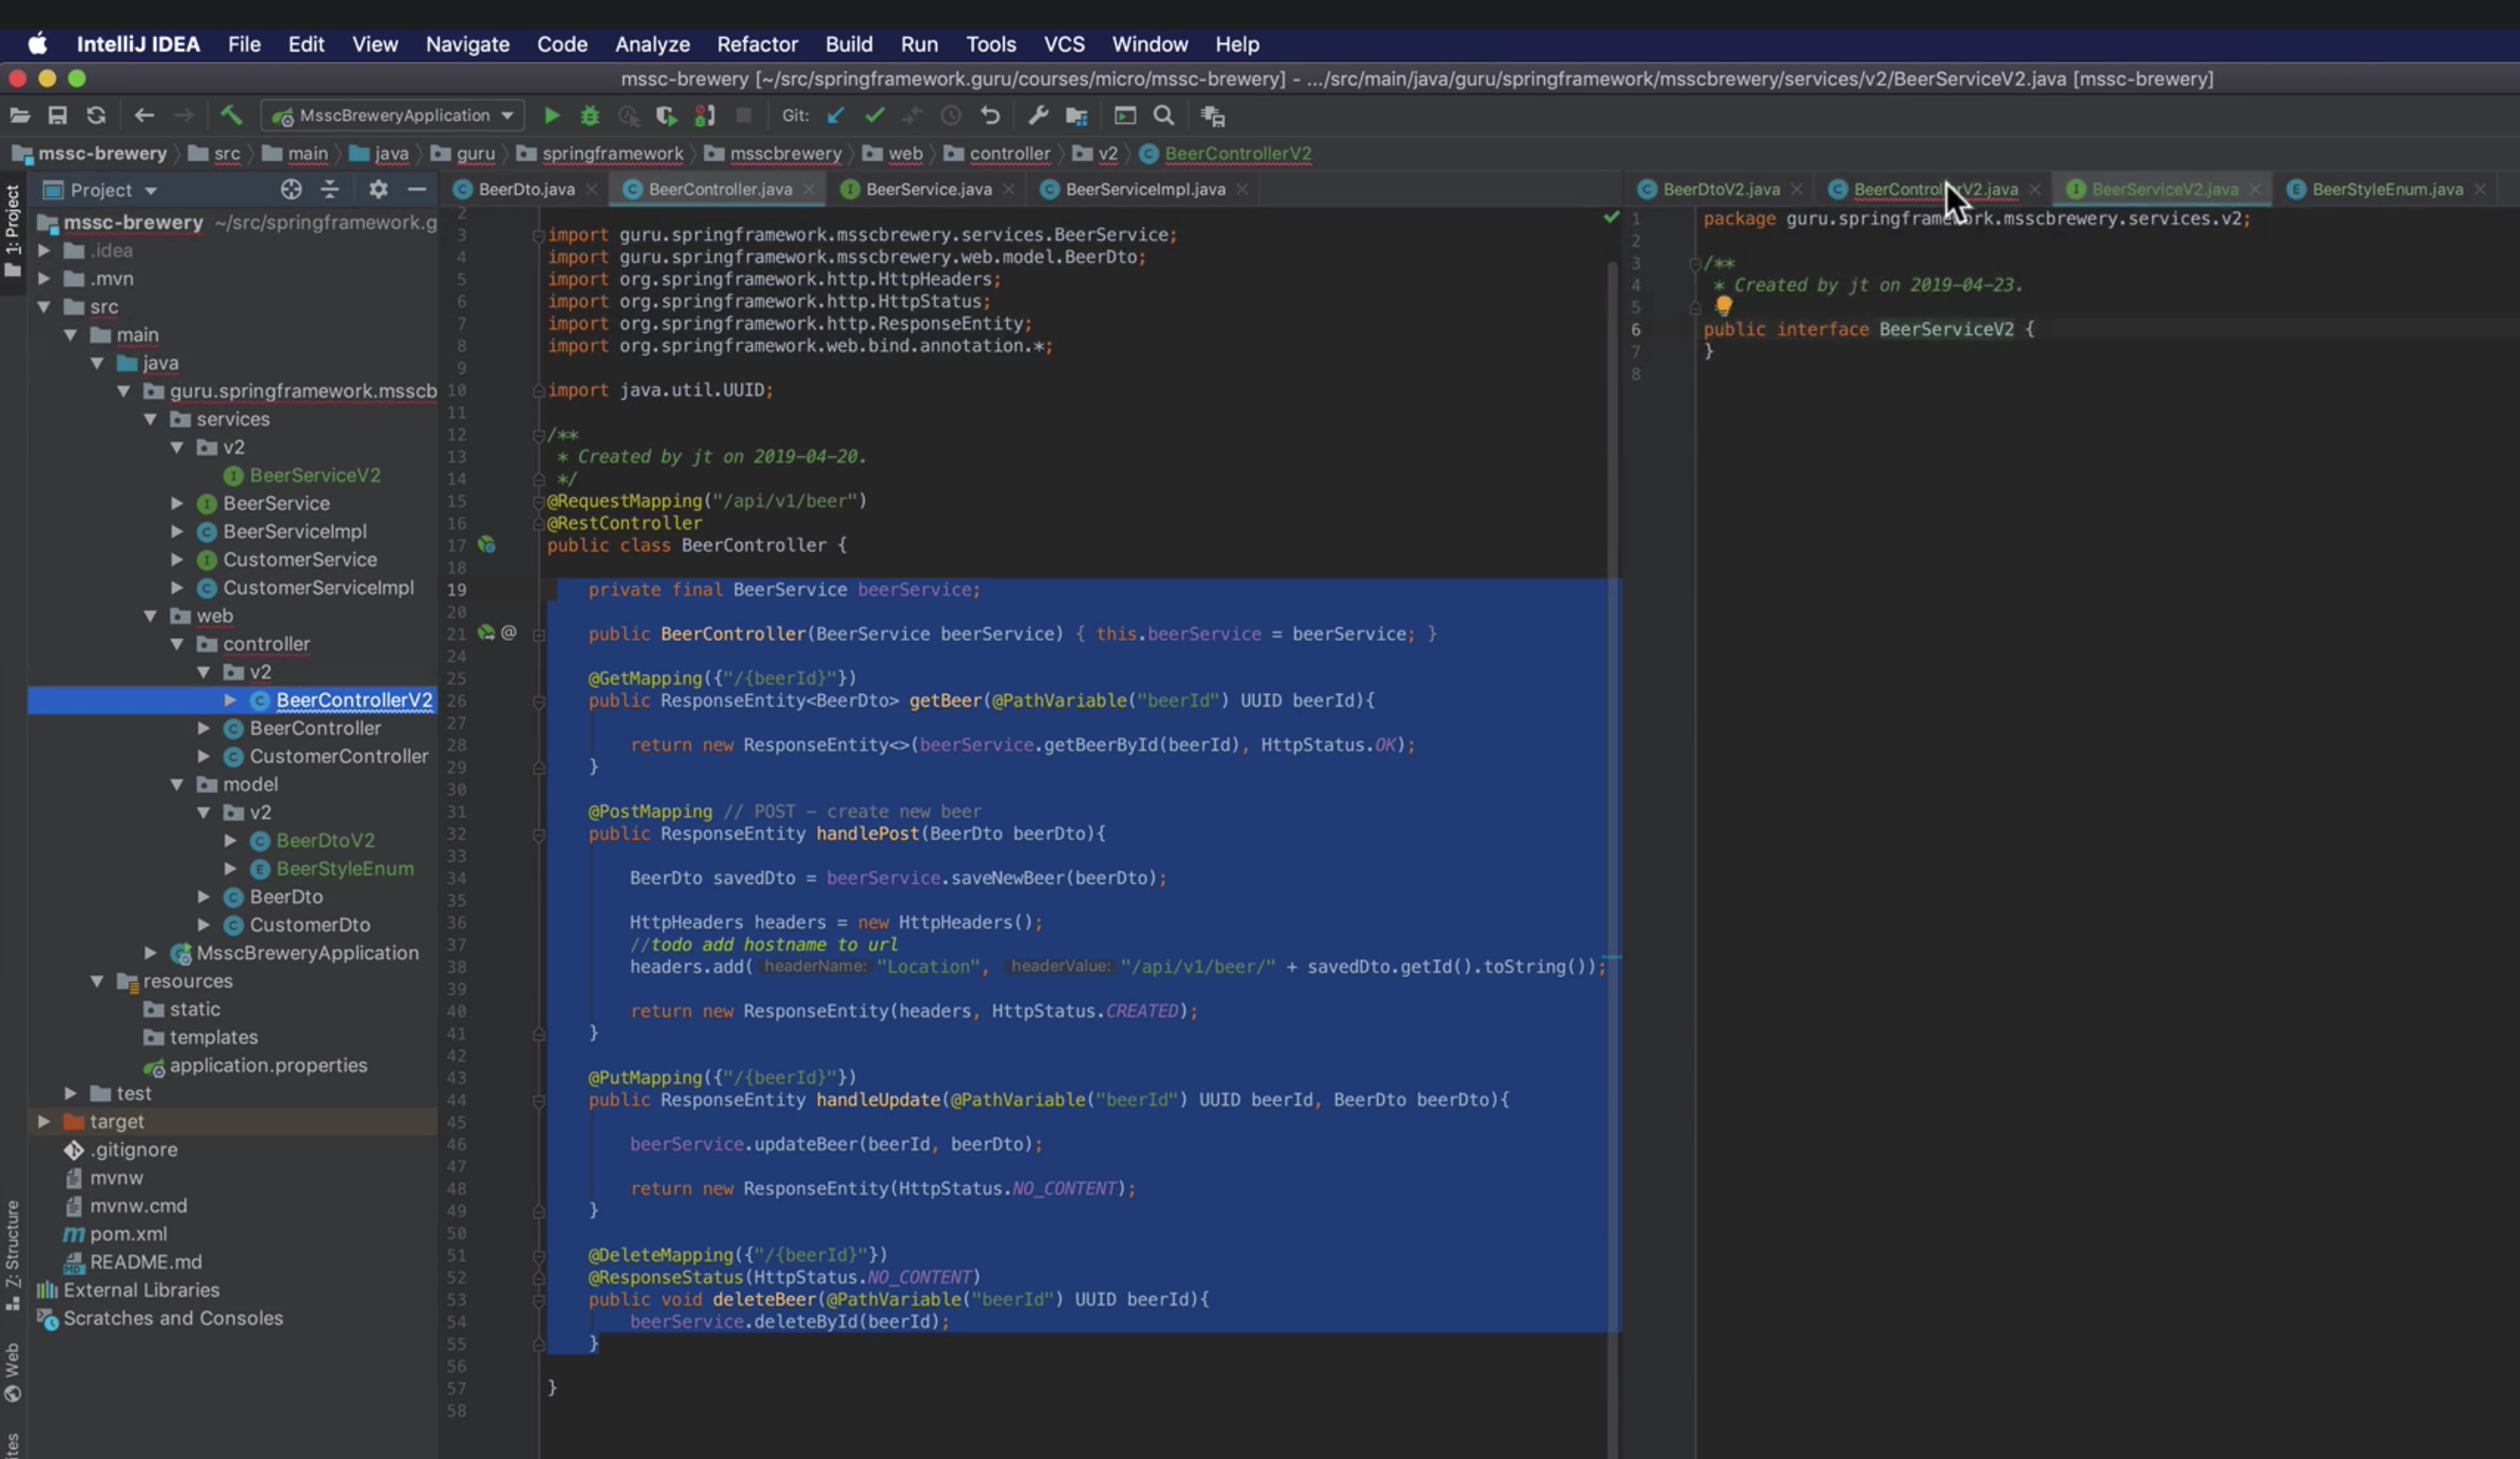 IntelliJ IDEA File Edit View Navigate Code Analyze Refactor Build Run Tools VCS Window Help
mssc-brewery [~/src/springframework.guru/courses/micro/mssc-brewery] - .../src/main/java/guru/springframework/msscbrewery/services/v2/BeerServiceV2.java [mssc-brewery]
MsscBreweryApplication Git:
mssc-brewery src main java guru springframework msscbrewery web controller v2 BeerControllerV2
1: Project
Z: Structure
Web
Project
mssc-brewery ~/src/springframework.g
.idea
.mvn
src
main
java
guru.springframework.msscb
services
v2
BeerServiceV2
BeerService
BeerServiceImpl
CustomerService
CustomerServiceImpl
web
controller
v2
BeerControllerV2
BeerController
CustomerController
model
v2
BeerDtoV2
BeerStyleEnum
BeerDto
CustomerDto
MsscBreweryApplication
resources
static
templates
application.properties
test
target
.gitignore
mvnw
mvnw.cmd
pom.xml
README.md
External Libraries
Scratches and Consoles
BeerDto.java BeerController.java BeerService.java BeerServiceImpl.java
2
3 import guru.springframework.msscbrewery.services.BeerService;
4 import guru.springframework.msscbrewery.web.model.BeerDto;
5 import org.springframework.http.HttpHeaders;
6 import org.springframework.http.HttpStatus;
7 import org.springframework.http.ResponseEntity;
8 import org.springframework.web.bind.annotation.*;
9
10 import java.util.UUID;
11
12 /**
13 * Created by jt on 2019-04-20.
14 */
15 @RequestMapping("/api/v1/beer")
16 @RestController
17 public class BeerController {
18
19 private final BeerService beerService;
20
21 @ public BeerController(BeerService beerService) { this.beerService = beerService; }
24
25 @GetMapping({"/{beerId}"})
26 public ResponseEntity<BeerDto> getBeer(@PathVariable("beerId") UUID beerId){
27
28 return new ResponseEntity<>(beerService.getBeerById(beerId), HttpStatus.OK);
29 }
30
31 @PostMapping // POST - create new beer
32 public ResponseEntity handlePost(BeerDto beerDto){
33
34 BeerDto savedDto = beerService.saveNewBeer(beerDto);
35
36 HttpHeaders headers = new HttpHeaders();
37 //todo add hostname to url
38 headers.add( headerName: "Location", headerValue: "/api/v1/beer/" + savedDto.getId().toString());
39
40 return new ResponseEntity(headers, HttpStatus.CREATED);
41 }
42
43 @PutMapping({"/{beerId}"})
44 public ResponseEntity handleUpdate(@PathVariable("beerId") UUID beerId, BeerDto beerDto){
45
46 beerService.updateBeer(beerId, beerDto);
47
48 return new ResponseEntity(HttpStatus.NO_CONTENT);
49 }
50
51 @DeleteMapping({"/{beerId}"})
52 @ResponseStatus(HttpStatus.NO_CONTENT)
53 public void deleteBeer(@PathVariable("beerId") UUID beerId){
54 beerService.deleteById(beerId);
55 }
56
57 }
58
BeerDtoV2.java BeerControllerV2.java BeerServiceV2.java BeerStyleEnum.java
1 package guru.springframework.msscbrewery.services.v2;
2
3 /**
4 * Created by jt on 2019-04-23.
5
6 public interface BeerServiceV2 {
7 }
8